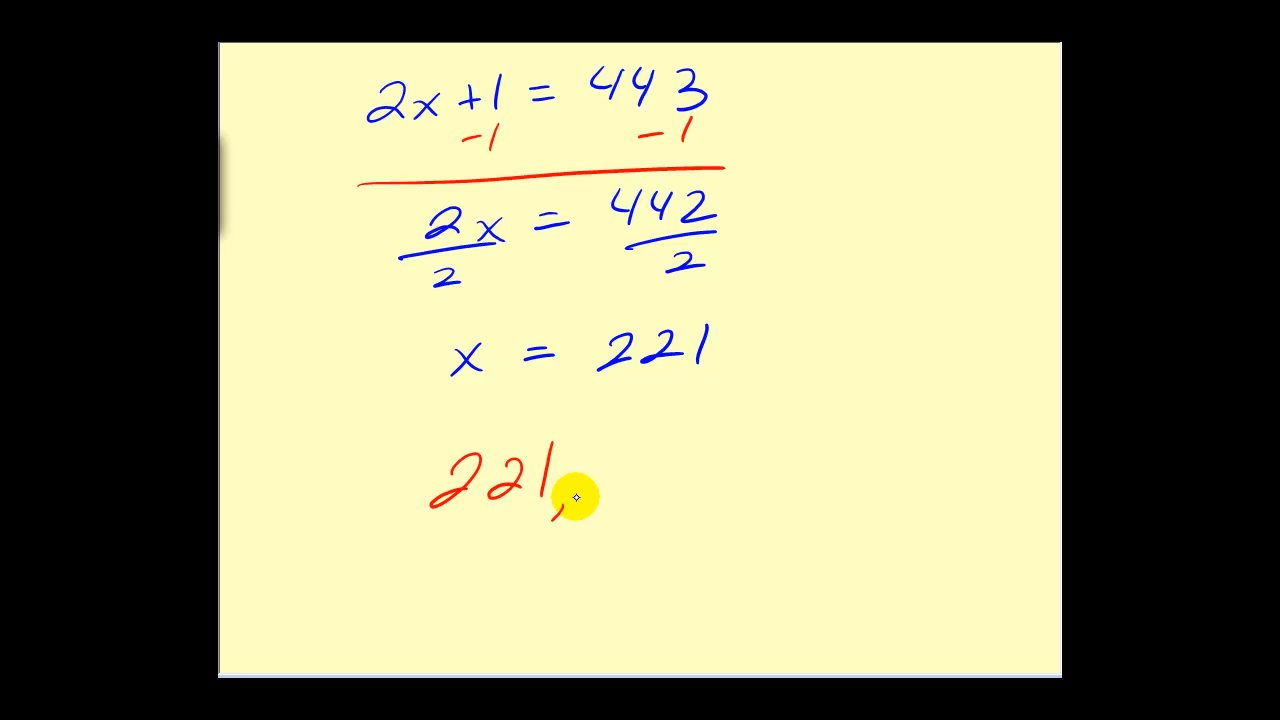 2x + 1 = 443
-1 -1
2x = 442
2 2
x = 221
221,